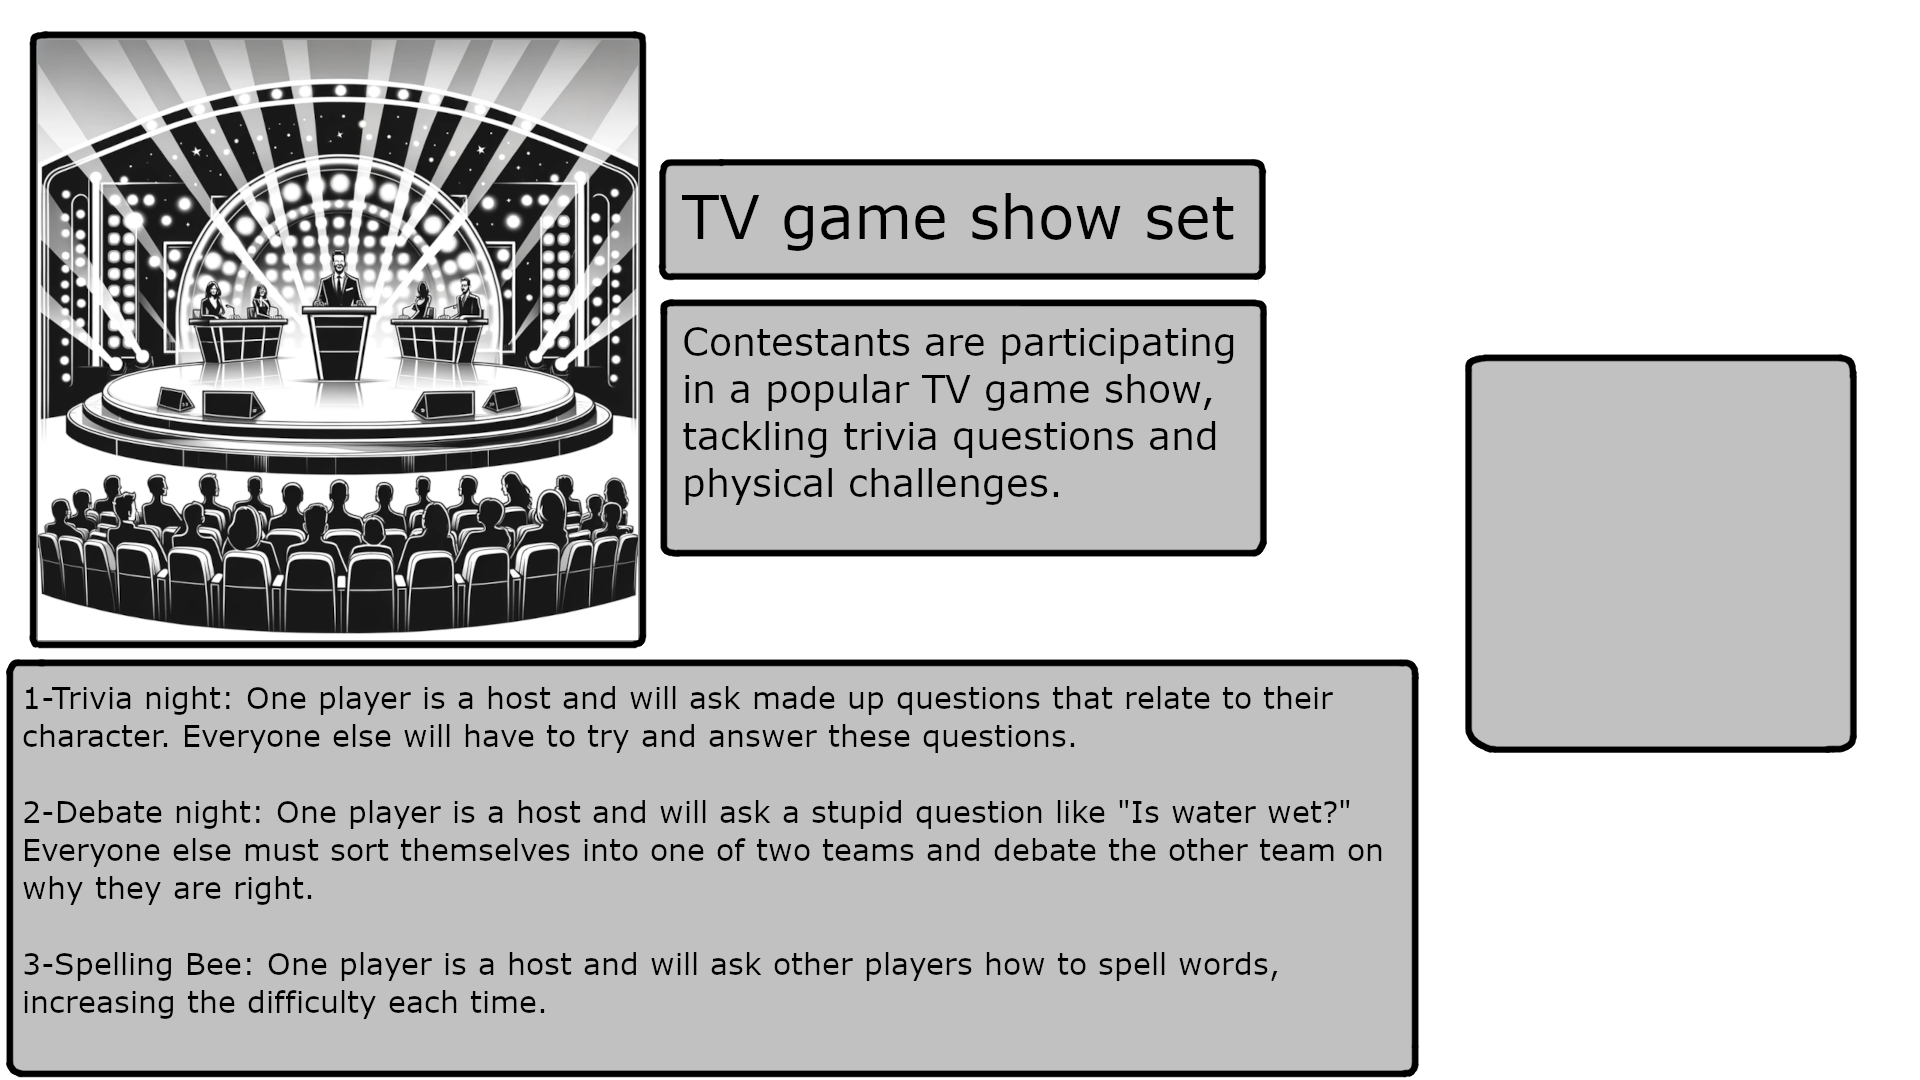 TV game show set
Contestants are participating
in a popular TV game show,
tackling trivia questions and
physical challenges.
1-Trivia night: One player is a host and will ask made up questions that relate to their
character. Everyone else will have to try and answer these questions.
2-Debate night: One player is a host and will ask a stupid question like "Is water wet?"
Everyone else must sort themselves into one of two teams and debate the other team on
why they are right.
3-Spelling Bee: One player is a host and will ask other players how to spell words,
increasing the difficulty each time.